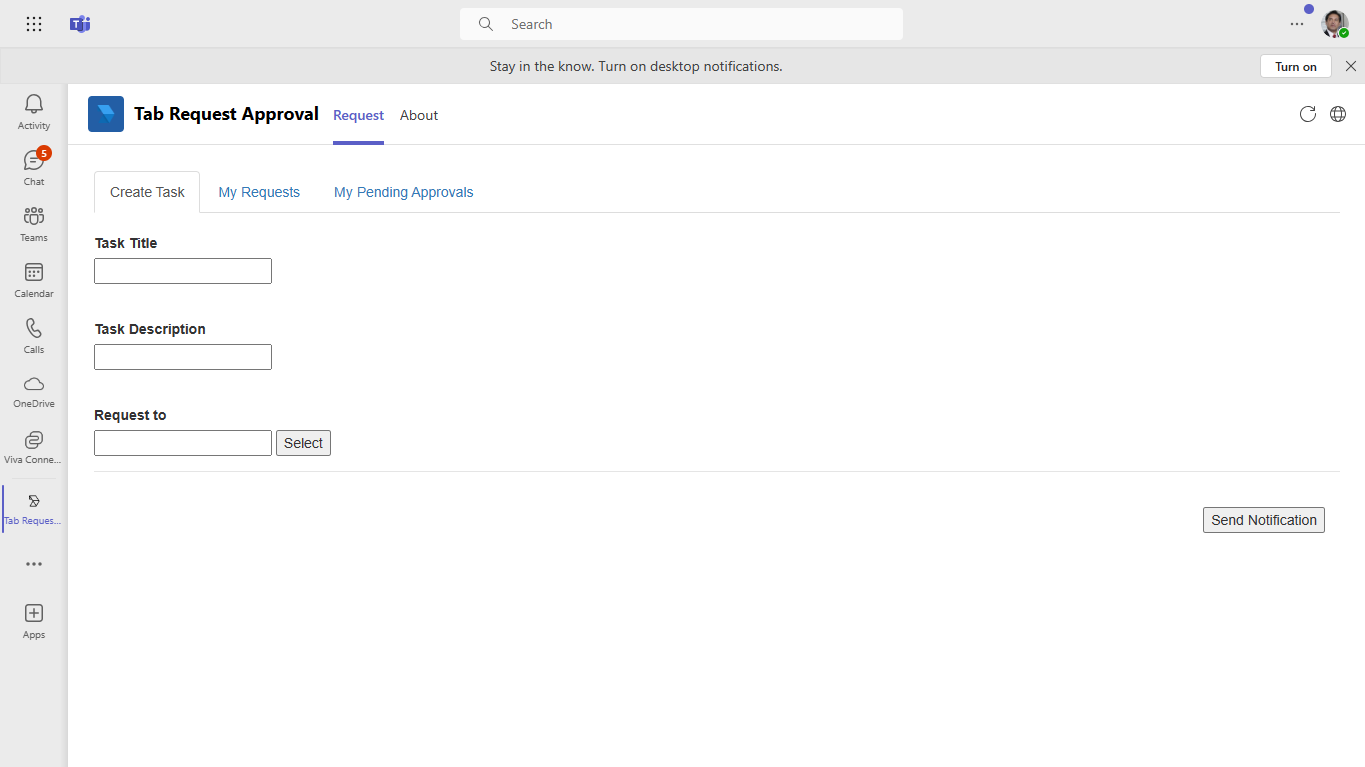 Search
Stay in the know. Turn on desktop notifications.
Turn on
Activity
5
Chat
Teams
Calendar
Calls
OneDrive
Viva Conne...
Tab Reques...
Apps
Tab Request Approval
Request
About
Create Task
My Requests
My Pending Approvals
Task Title
Task Description
Request to
Select
Send Notification